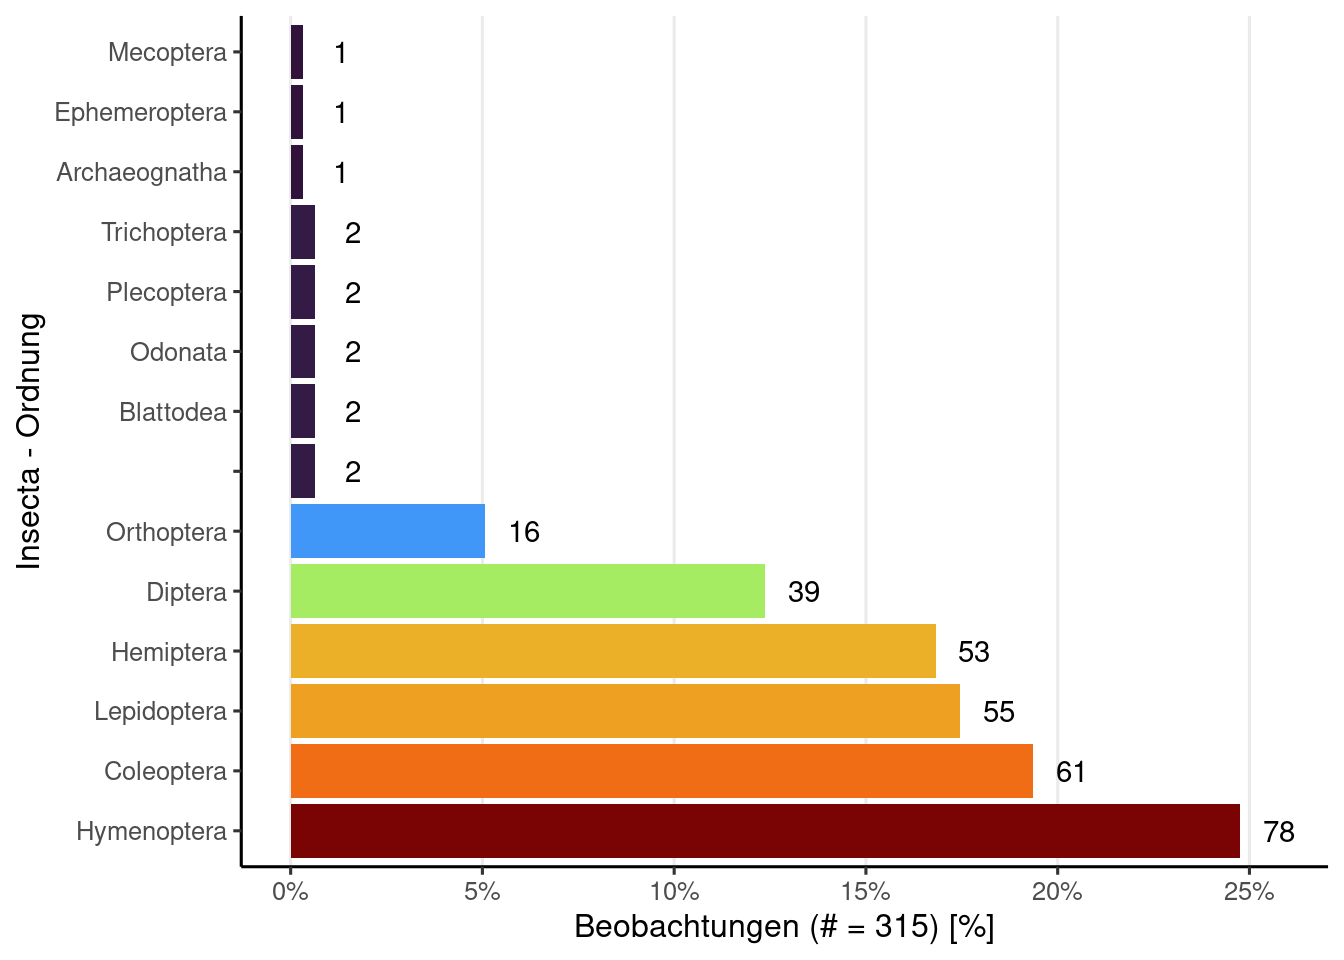 Mecoptera 1
Ephemeroptera 1
Archaeognatha 1
Trichoptera 2
Plecoptera 2
Odonata 2
Blattodea 2
2
Orthoptera 16
Diptera 39
Hemiptera 53
Lepidoptera 55
Coleoptera 61
Hymenoptera 78
Insecta - Ordnung
0% 5% 10% 15% 20% 25%
Beobachtungen (# = 315) [%]